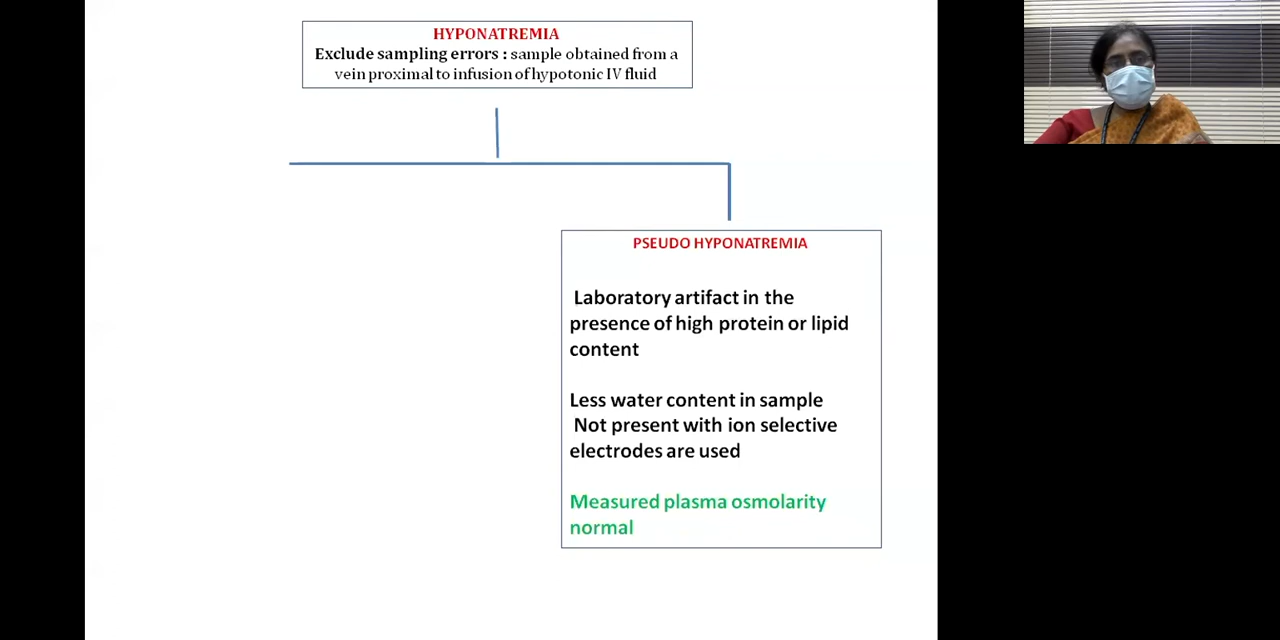 HYPONATREMIA
Exclude sampling errors : sample obtained from a
vein proximal to infusion of hypotonic IV fluid
PSEUDO HYPONATREMIA
Laboratory artifact in the
presence of high protein or lipid
content
Less water content in sample
Not present with ion selective
electrodes are used
Measured plasma osmolarity
normal